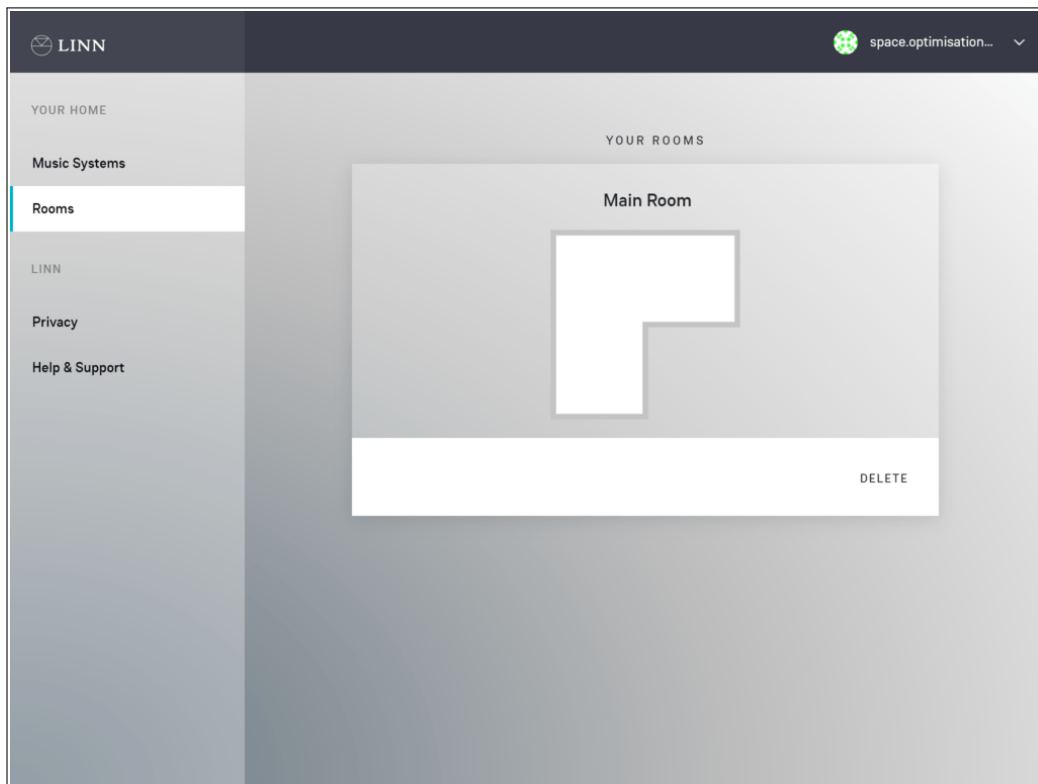 LINN
space.optimisation...
YOUR HOME
Music Systems
Rooms
LINN
Privacy
Help & Support
YOUR ROOMS
Main Room
DELETE